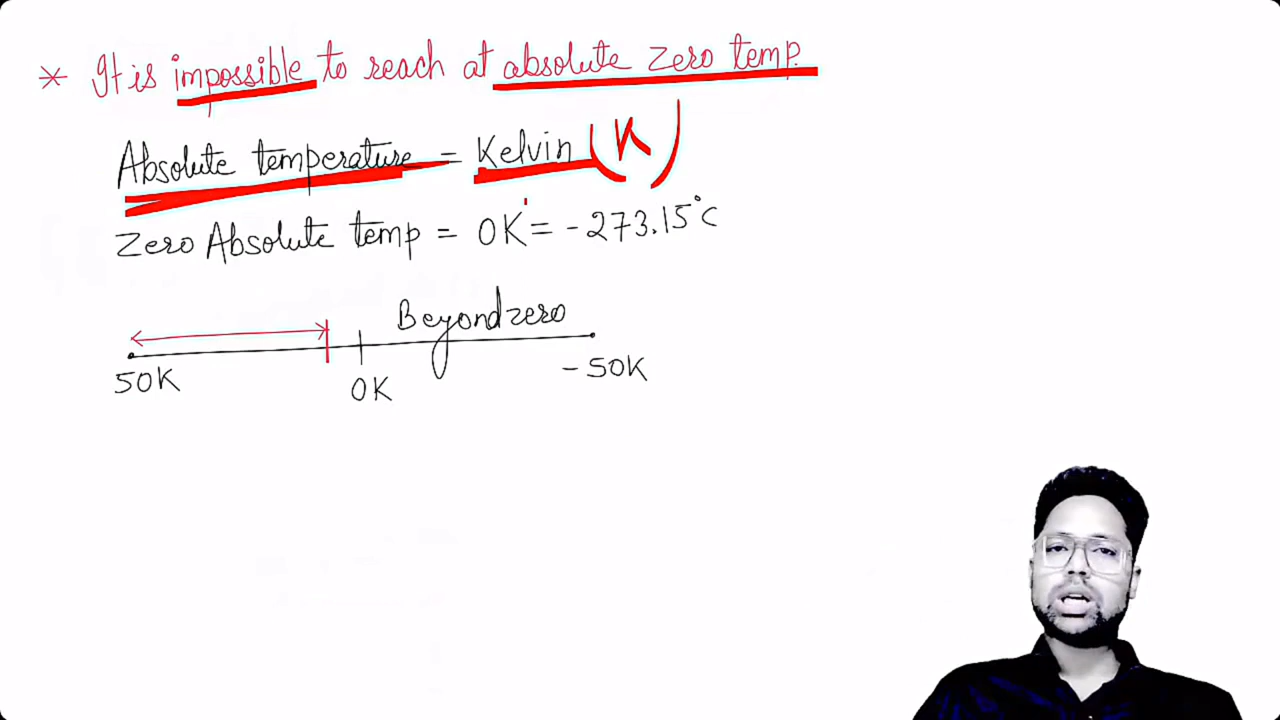 * It is impossible to reach at absolute zero temp.
Absolute temperature = Kelvin (K)
Zero Absolute temp = 0K = -273.15°C
Beyond zero
50K
0K
-50K